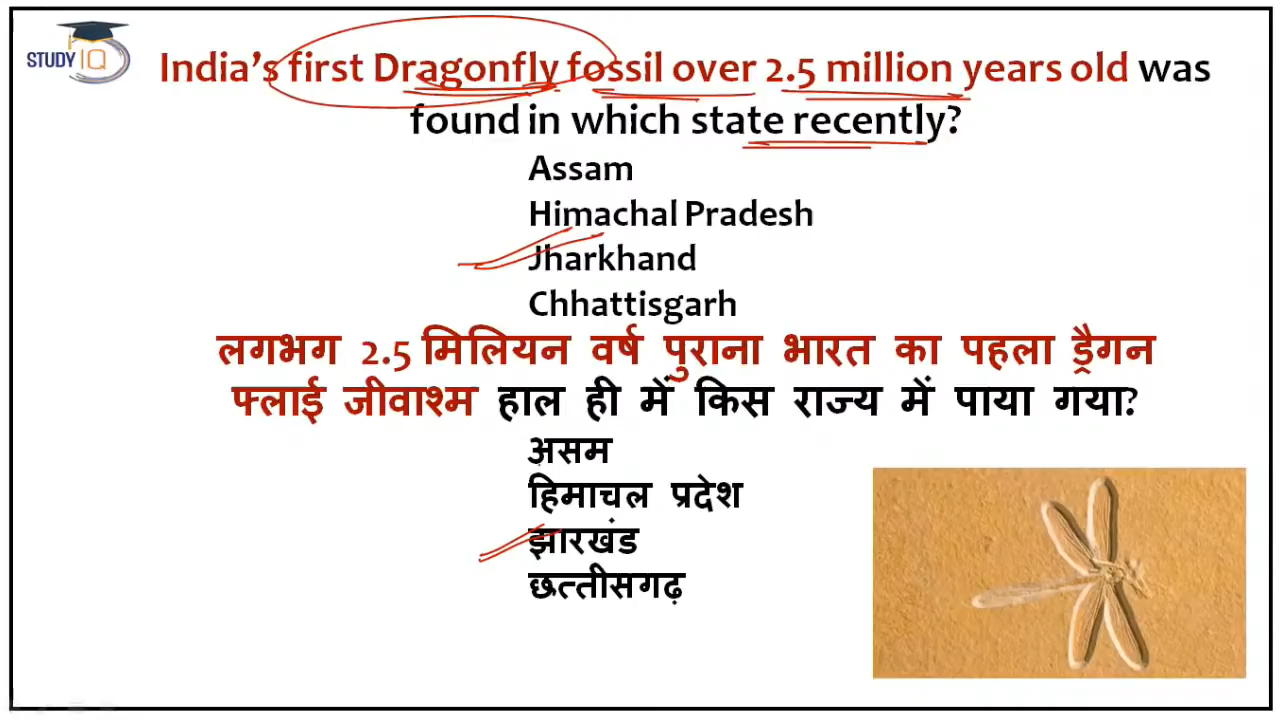 STUDY IQ
India's first Dragonfly fossil over 2.5 million years old was
found in which state recently?
Assam
Himachal Pradesh
Jharkhand
Chhattisgarh
लगभग 2.5 मिलियन वर्ष पुराना भारत का पहला ड्रैगन
फ्लाई जीवाश्म हाल ही में किस राज्य में पाया गया?
असम
हिमाचल प्रदेश
झारखंड
छत्तीसगढ़